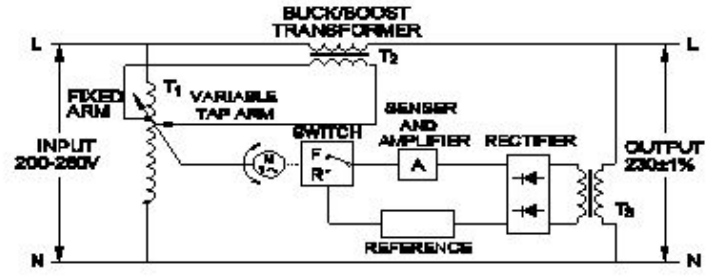 BUCK/BOOST
TRANSFORMER
L
L
T2
T1
FIXED
ARM
VARIABLE
TAP ARM
SENSER
AND
AMPLIFIER
SWITCH
RECTIFIER
INPUT
200-260V
F
R
M
A
OUTPUT
230±1%
T3
REFERENCE
N
N